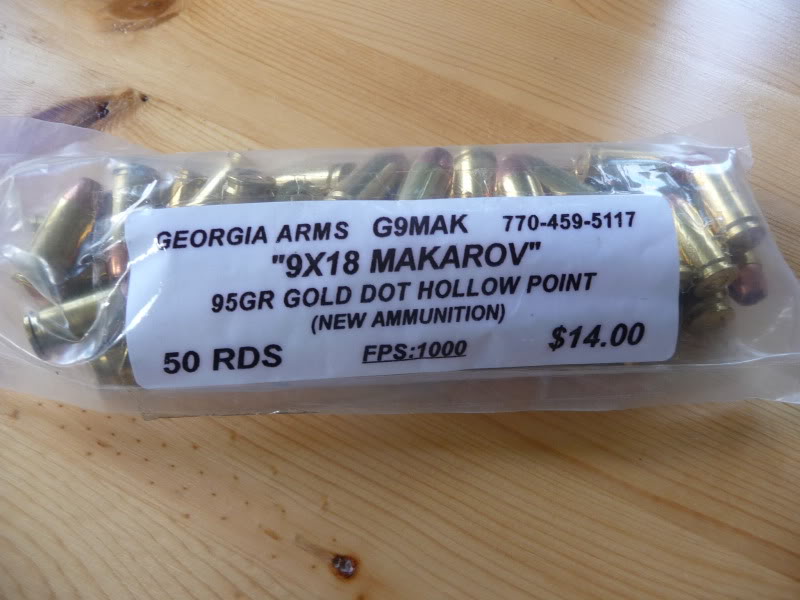 GEORGIA ARMS G9MAK 770-459-5117
"9X18 MAKAROV"
95GR GOLD DOT HOLLOW POINT
(NEW AMMUNITION)
50 RDS FPS:1000 $14.00